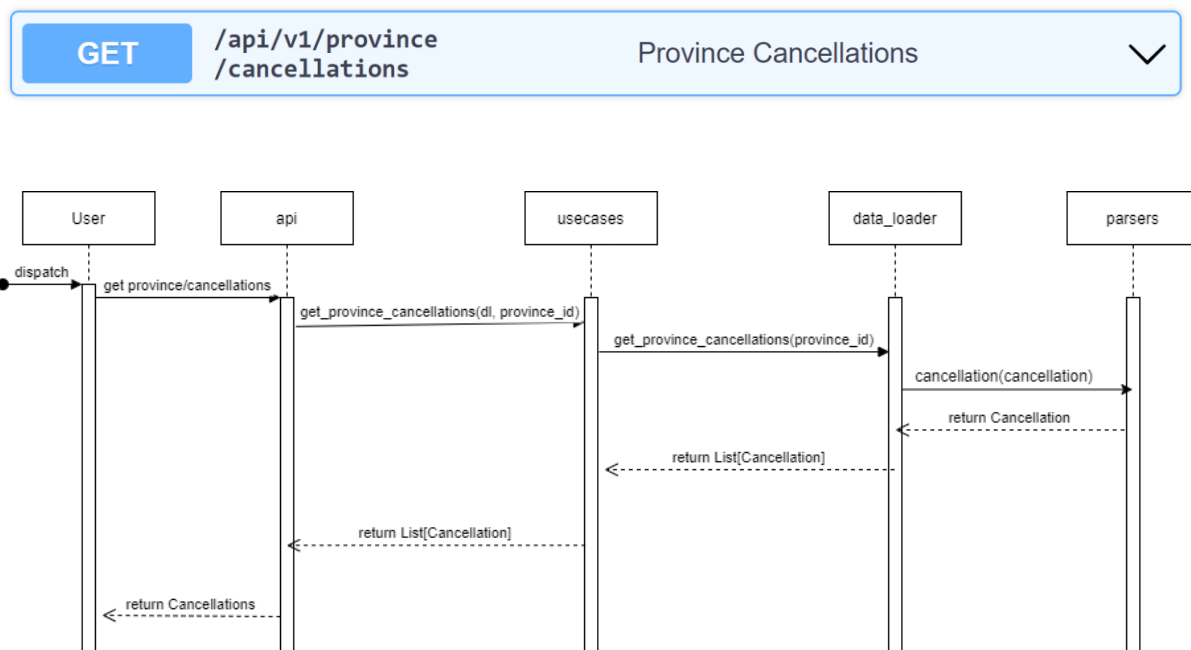 GET
/api/v1/province
/cancellations
Province Cancellations
User
api
usecases
data_loader
parsers
dispatch
get province/cancellations
get_province_cancellations(dl, province_id)
get_province_cancellations(province_id)
cancellation(cancellation)
return Cancellation
return List[Cancellation]
return List[Cancellation]
return Cancellations